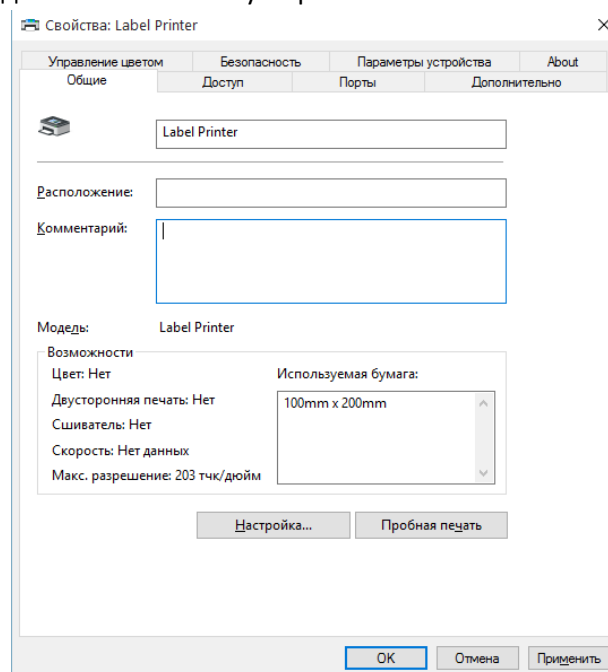 Свойства: Label Printer
Управление цветом Безопасность Параметры устройства About
Общие Доступ Порты Дополнительно
Label Printer
Расположение:
Комментарий:
Модель: Label Printer
Возможности
Цвет: Нет Используемая бумага:
Двусторонняя печать: Нет 100mm x 200mm
Сшиватель: Нет
Скорость: Нет данных
Макс. разрешение: 203 тчк/дюйм
Настройка... Пробная печать
OK Отмена Применить